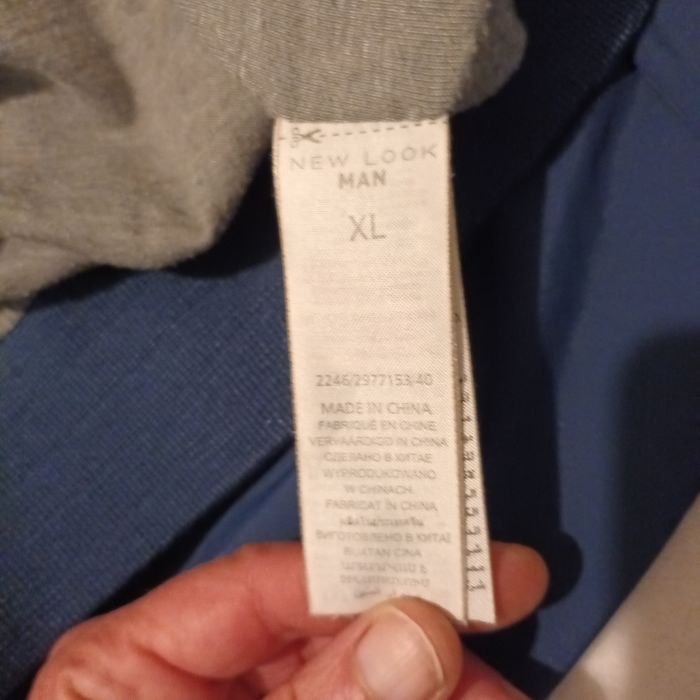 NEW LOOK
MAN
XL
2246/2977153/40
MADE IN CHINA.
FABRIQUÉ EN CHINE,
VERVAARDIGD IN CHINA
СДЕЛАНО В КИТАЕ
WYPRODUKOWANO
W CHINACH.
FABRICAT ÎN CHINA
ВИГОТОВЛЕНО В КИТАЇ
BUATAN CINA